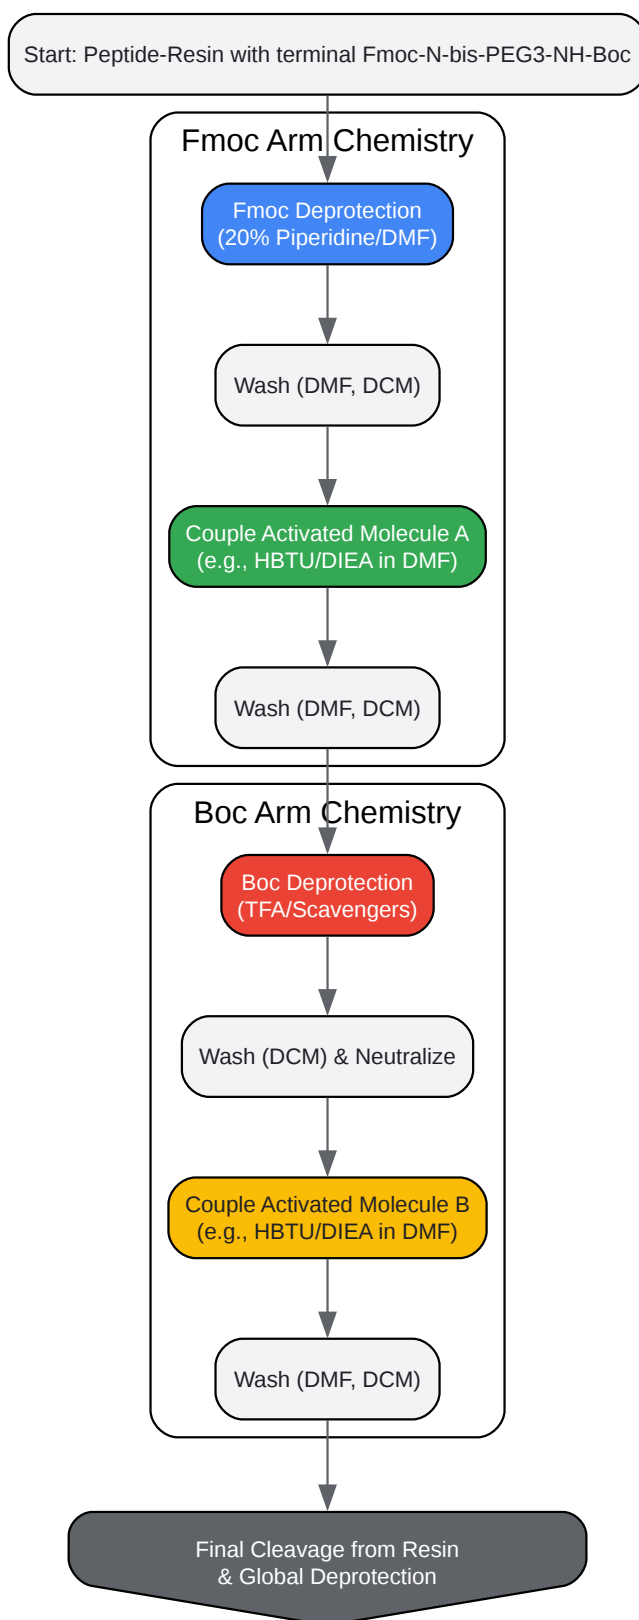 Start: Peptide-Resin with terminal Fmoc-N-bis-PEG3-NH-Boc
Fmoc Arm Chemistry
Fmoc Deprotection
(20% Piperidine/DMF)
Wash (DMF, DCM)
Couple Activated Molecule A
(e.g., HBTU/DIEA in DMF)
Wash (DMF, DCM)
Boc Arm Chemistry
Boc Deprotection
(TFA/Scavengers)
Wash (DCM) & Neutralize
Couple Activated Molecule B
(e.g., HBTU/DIEA in DMF)
Wash (DMF, DCM)
Final Cleavage from Resin
& Global Deprotection